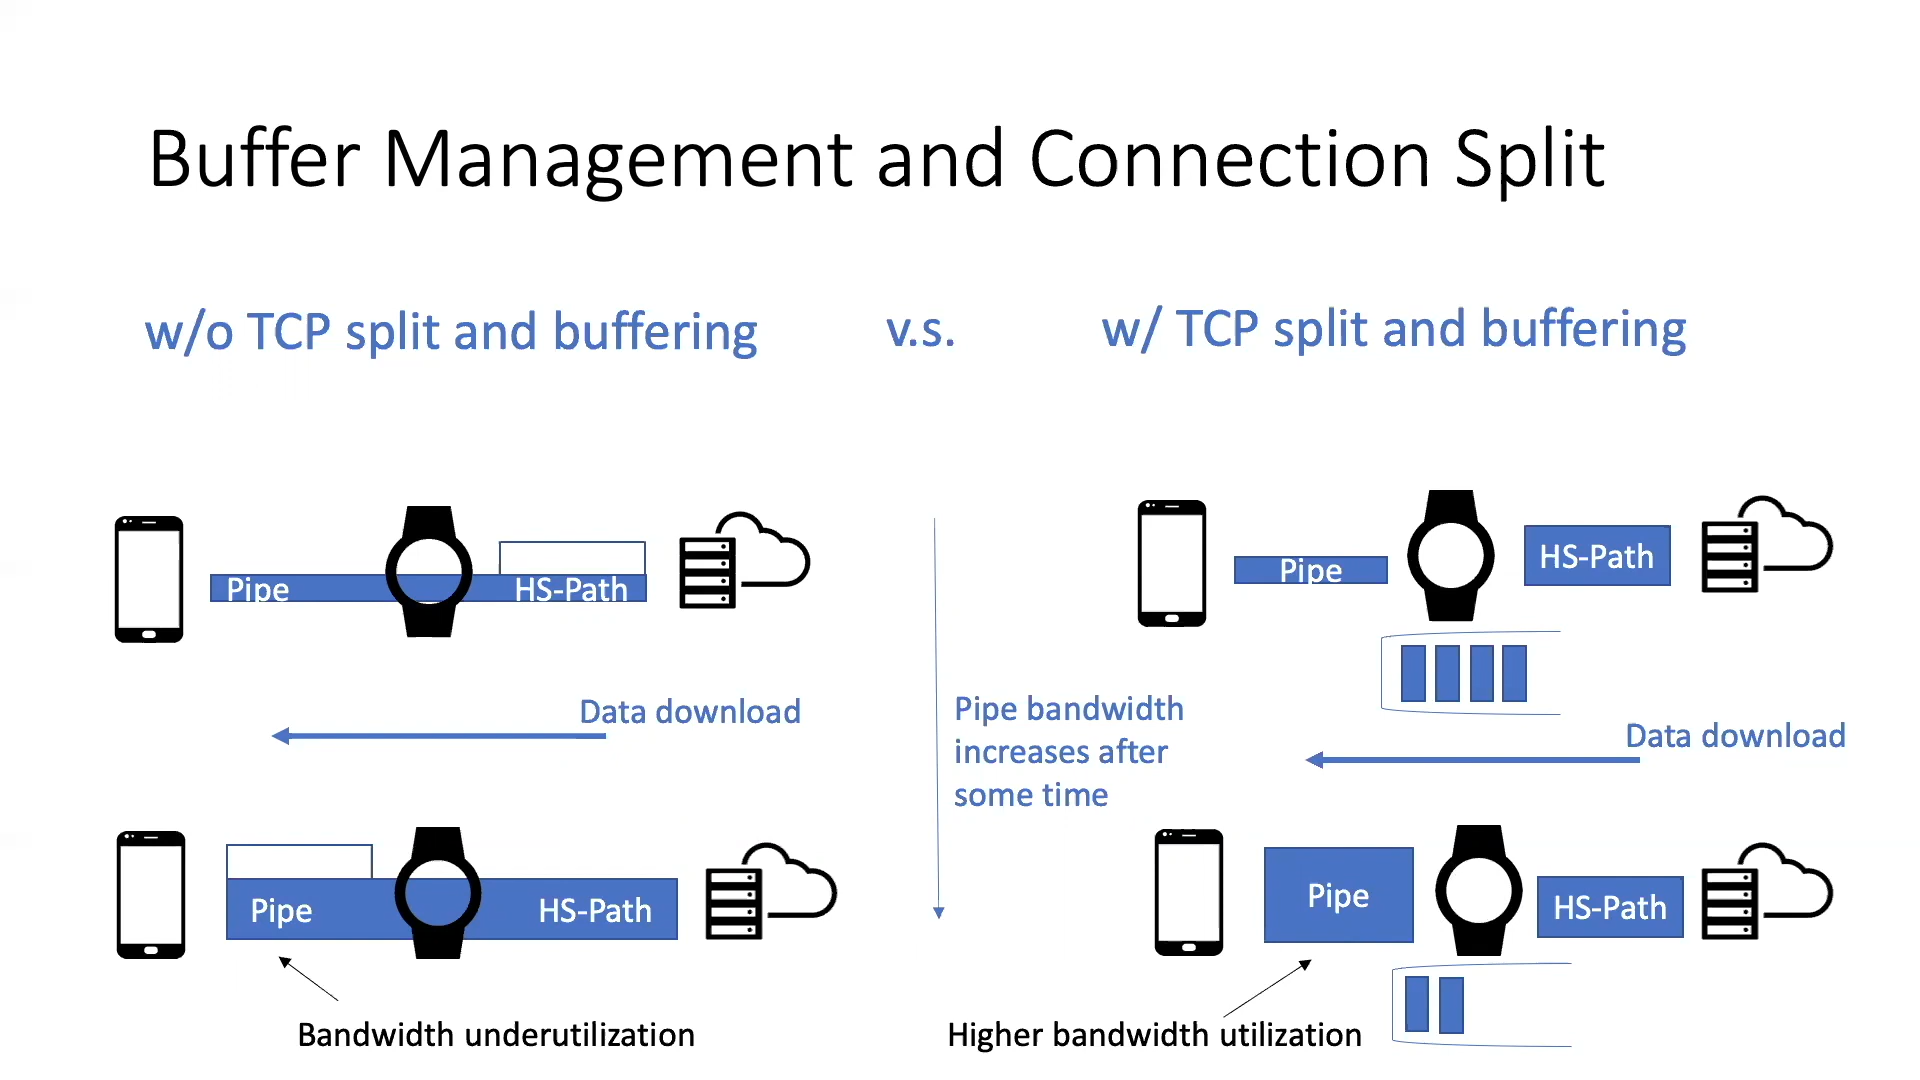 Buffer Management and Connection Split
w/o TCP split and buffering
v.s.
w/ TCP split and buffering
Pipe
HS-Path
Pipe
HS-Path
Data download
Pipe bandwidth
increases after
some time
Data download
Pipe
HS-Path
Pipe
HS-Path
Bandwidth underutilization
Higher bandwidth utilization